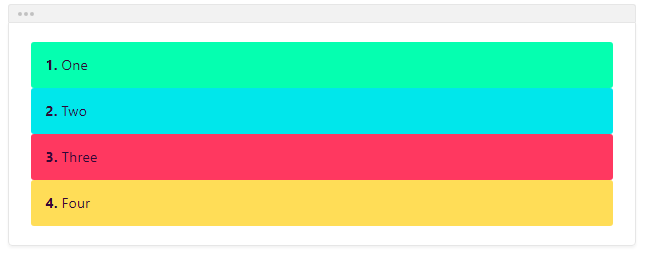 1. One
2. Two
3. Three
4. Four